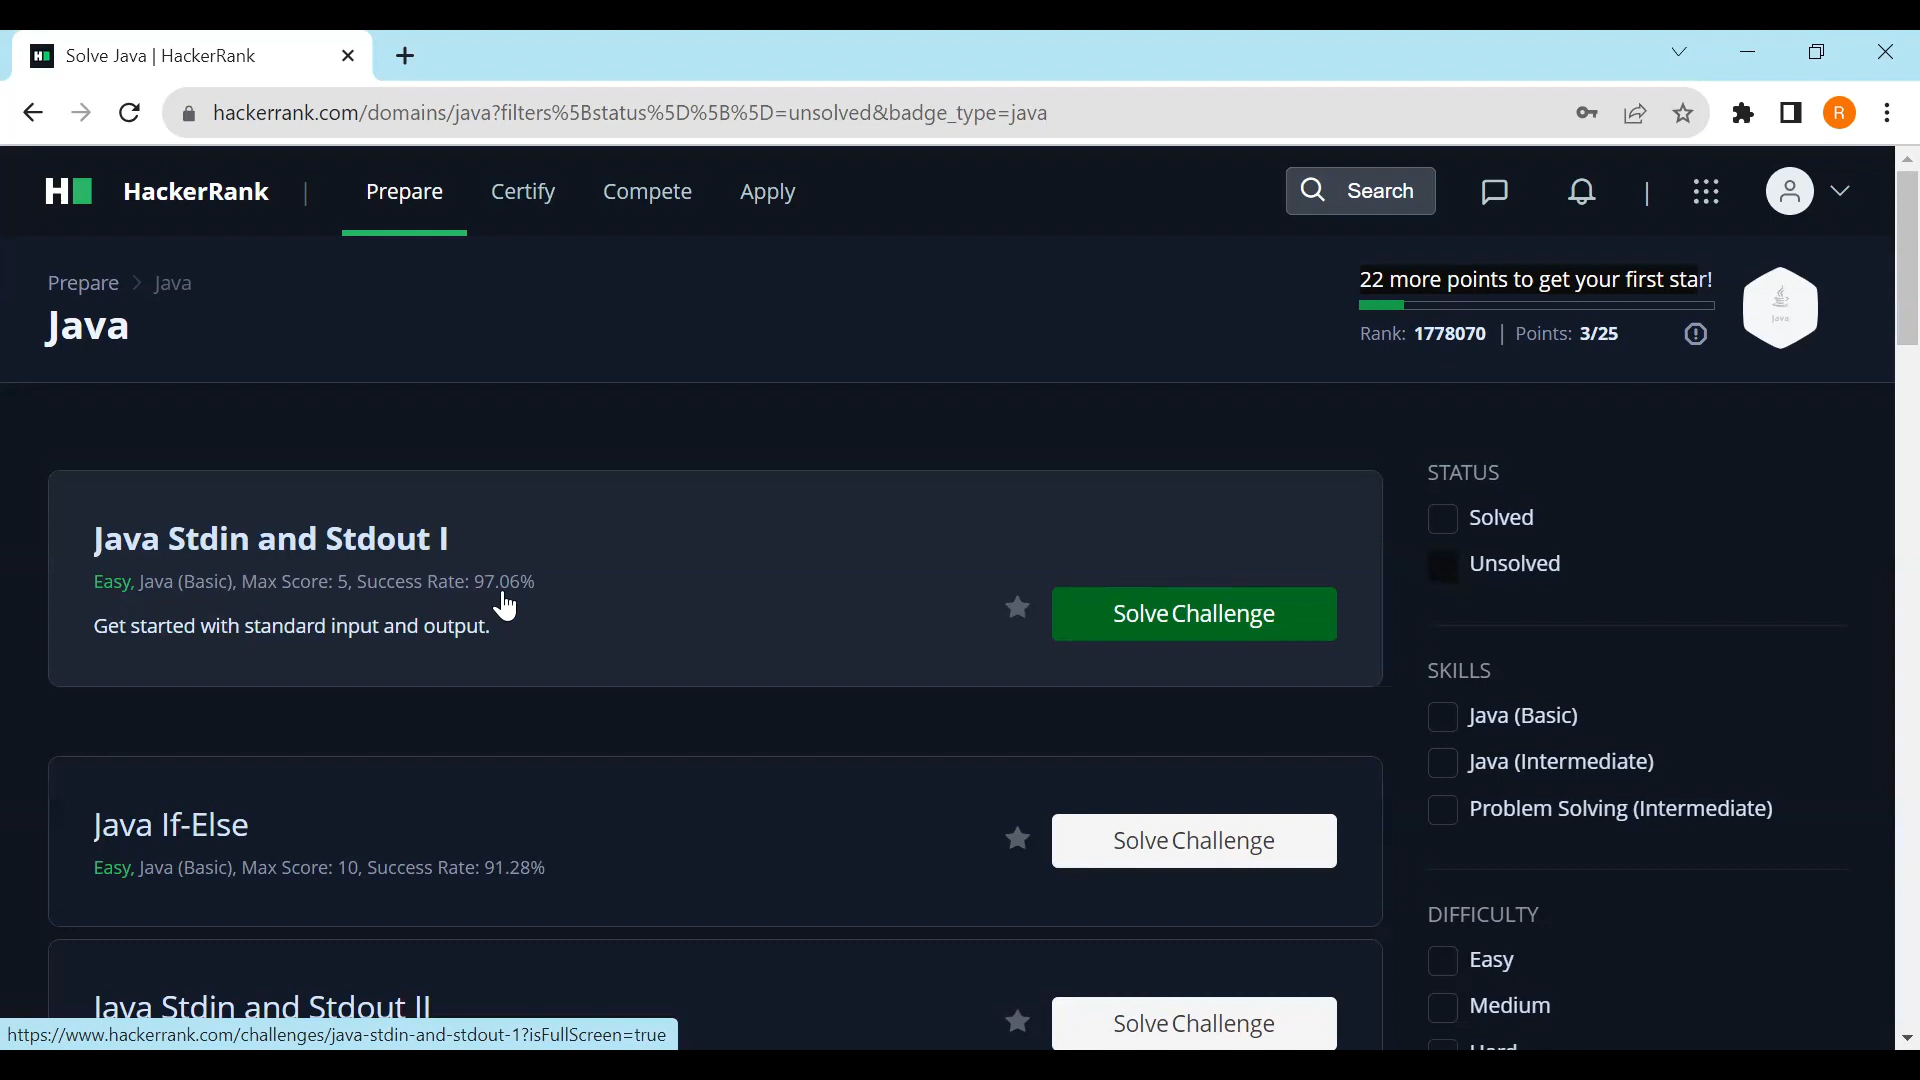 Solve Java | HackerRank
hackerrank.com/domains/java?filters%5Bstatus%5D%5B%5D=unsolved&badge_type=java
R
H
HackerRank | Prepare Certify Compete Apply Search
Prepare > Java
Java
22 more points to get your first star!
Rank: 1778070 | Points: 3/25
Java
Java Stdin and Stdout I
Easy, Java (Basic), Max Score: 5, Success Rate: 97.06%
Get started with standard input and output.
Solve Challenge
Java If-Else
Easy, Java (Basic), Max Score: 10, Success Rate: 91.28%
Solve Challenge
Java Stdin and Stdout II
Solve Challenge
STATUS
Solved
Unsolved
SKILLS
Java (Basic)
Java (Intermediate)
Problem Solving (Intermediate)
DIFFICULTY
Easy
Medium
Hard
https://www.hackerrank.com/challenges/java-stdin-and-stdout-1?isFullScreen=true